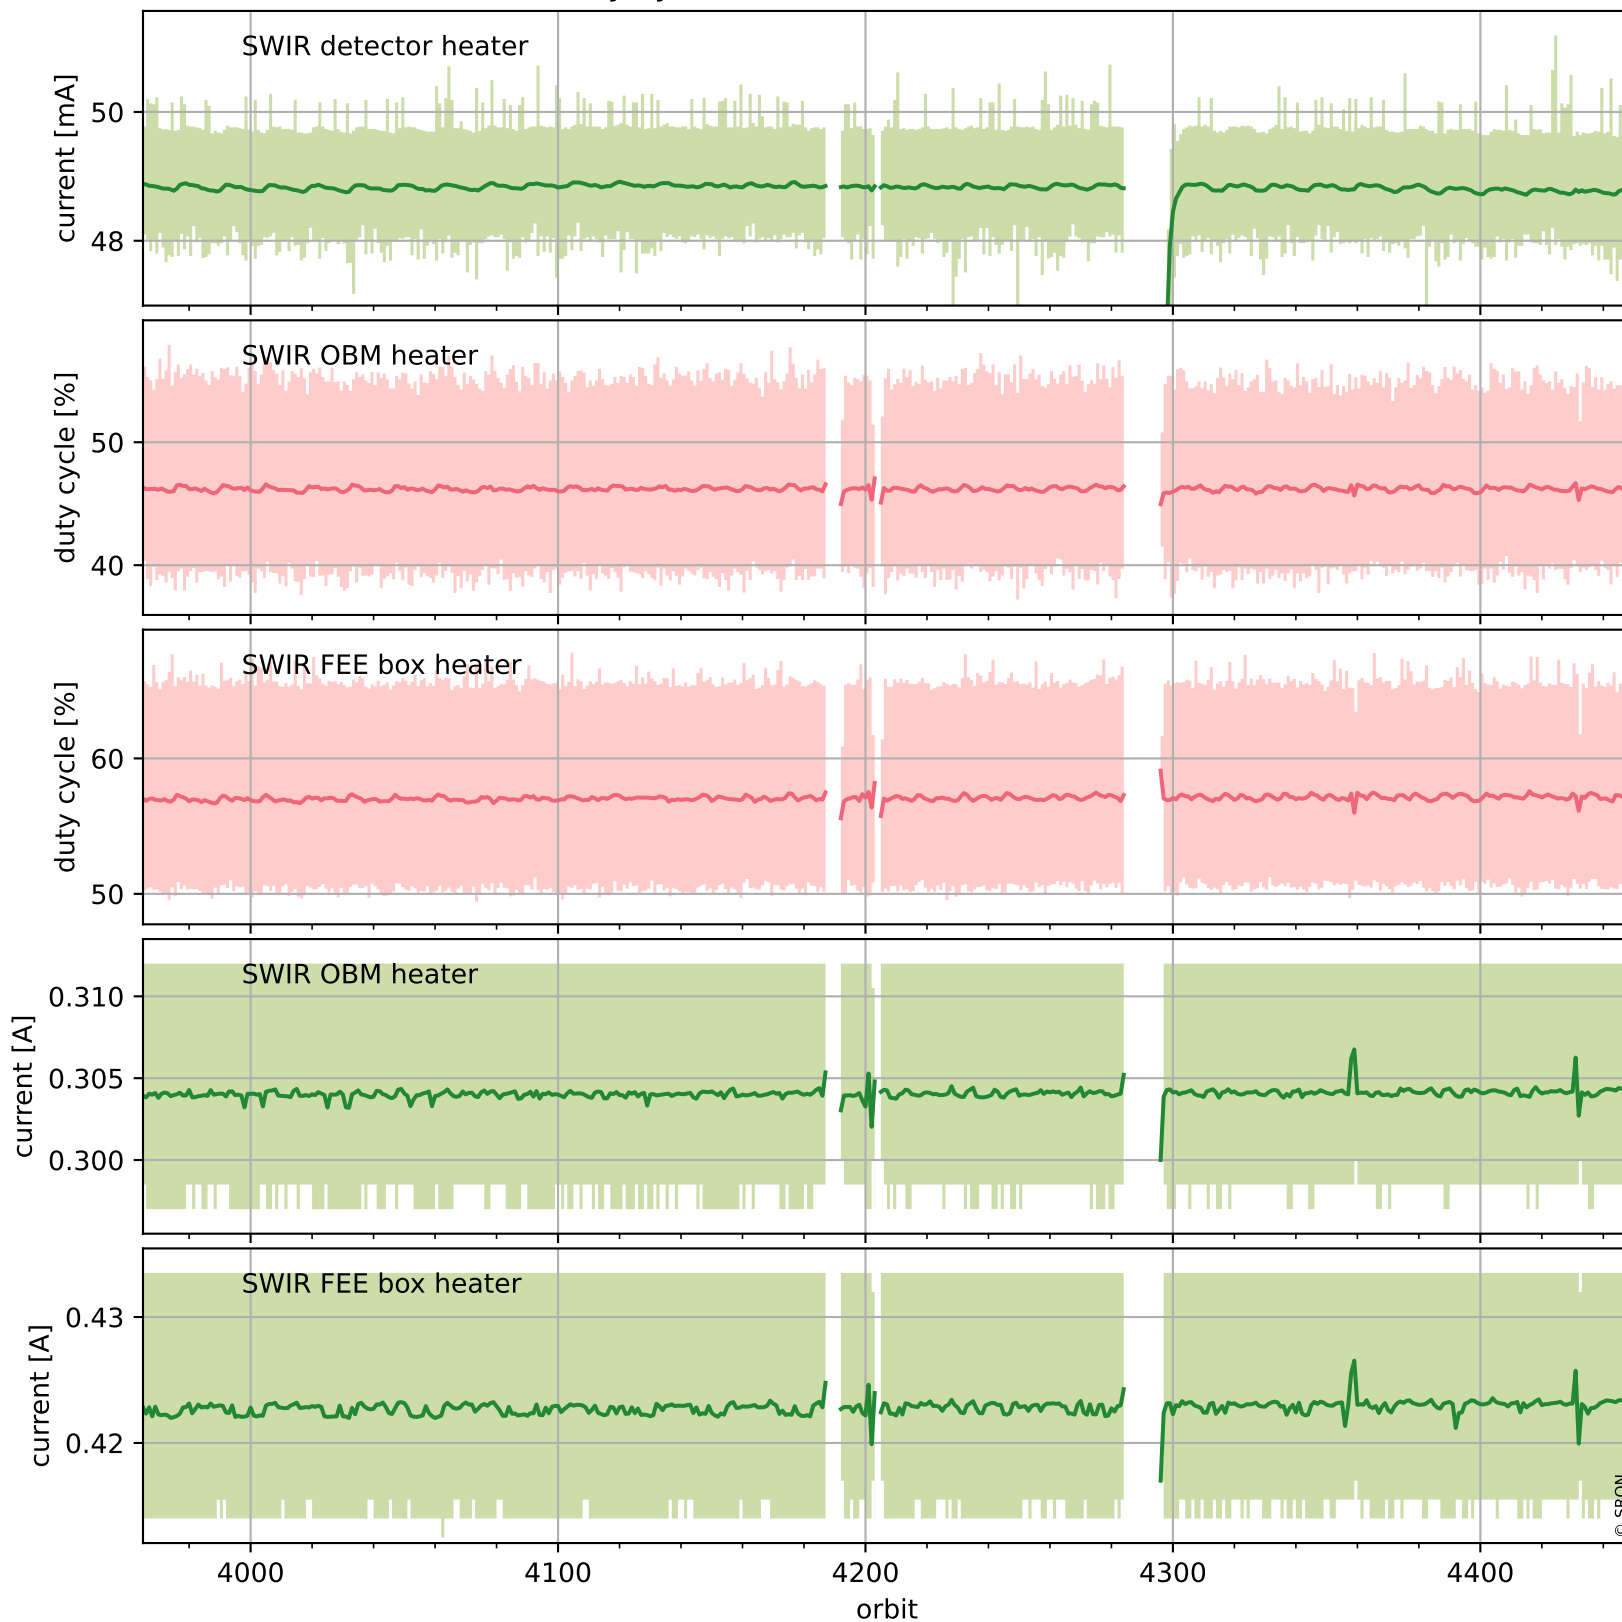 SWIR detector heater
current [mA]
50
48
SWIR OBM heater
duty cycle [%]
50
40
SWIR FEE box heater
duty cycle [%]
60
50
SWIR OBM heater
current [A]
0.310
0.305
0.300
SWIR FEE box heater
current [A]
0.43
0.42
4000 4100 4200 4300 4400
orbit
© SRON